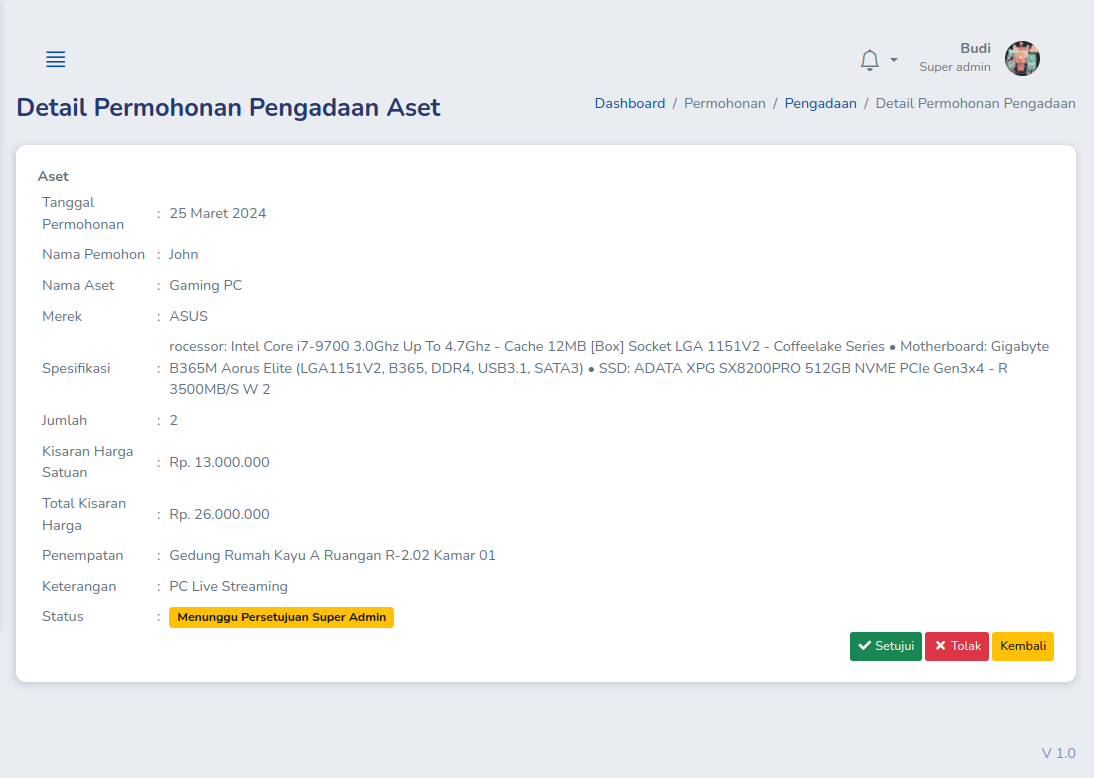 Budi
Super admin
Detail Permohonan Pengadaan Aset
Dashboard / Permohonan / Pengadaan / Detail Permohonan Pengadaan
Aset
Tanggal
Permohonan : 25 Maret 2024
Nama Pemohon : John
Nama Aset : Gaming PC
Merek : ASUS
rocessor: Intel Core i7-9700 3.0Ghz Up To 4.7Ghz - Cache 12MB [Box] Socket LGA 1151V2 - Coffeelake Series • Motherboard: Gigabyte
Spesifikasi : B365M Aorus Elite (LGA1151V2, B365, DDR4, USB3.1, SATA3) • SSD: ADATA XPG SX8200PRO 512GB NVME PCIe Gen3x4 - R
3500MB/S W 2
Jumlah : 2
Kisaran Harga
Satuan : Rp. 13.000.000
Total Kisaran
Harga : Rp. 26.000.000
Penempatan : Gedung Rumah Kayu A Ruangan R-2.02 Kamar 01
Keterangan : PC Live Streaming
Status : Menunggu Persetujuan Super Admin
Setujui Tolak Kembali
V 1.0